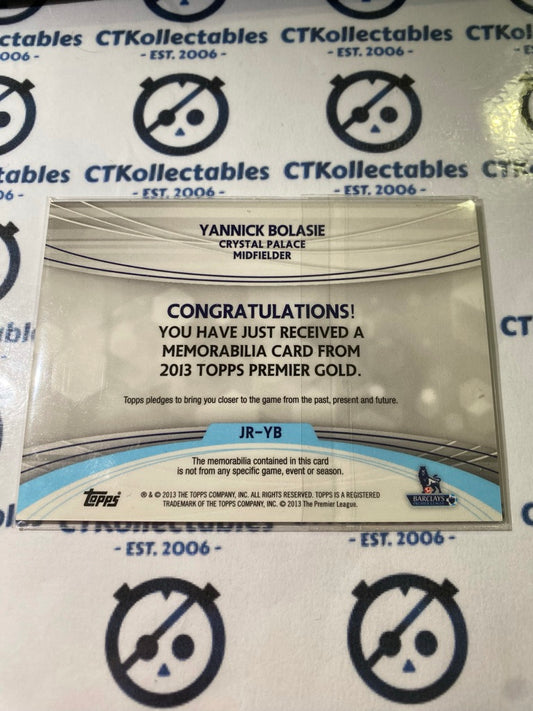 CTKollectables CTKollectables CTKollectables
- EST. 2006 - - EST. 2006 - - EST. 2006 -
CTKollectables CTKollectables
- EST. 2006 - - EST. 2006 -
YANNICK BOLASIE
CRYSTAL PALACE
MIDFIELDER
CONGRATULATIONS!
YOU HAVE JUST RECEIVED A
MEMORABILIA CARD FROM
2013 TOPPS PREMIER GOLD.
Topps pledges to bring you closer to the game from the past, present and future.
JR-YB
The memorabilia contained in this card
is not from any specific game, event or season.
Topps
® & © 2013 THE TOPPS COMPANY, INC. ALL RIGHTS RESERVED. TOPPS IS A REGISTERED
TRADEMARK OF THE TOPPS COMPANY, INC. © 2013 The Premier League.
BARCLAYS
- EST. 2006 - - EST. 2006 -